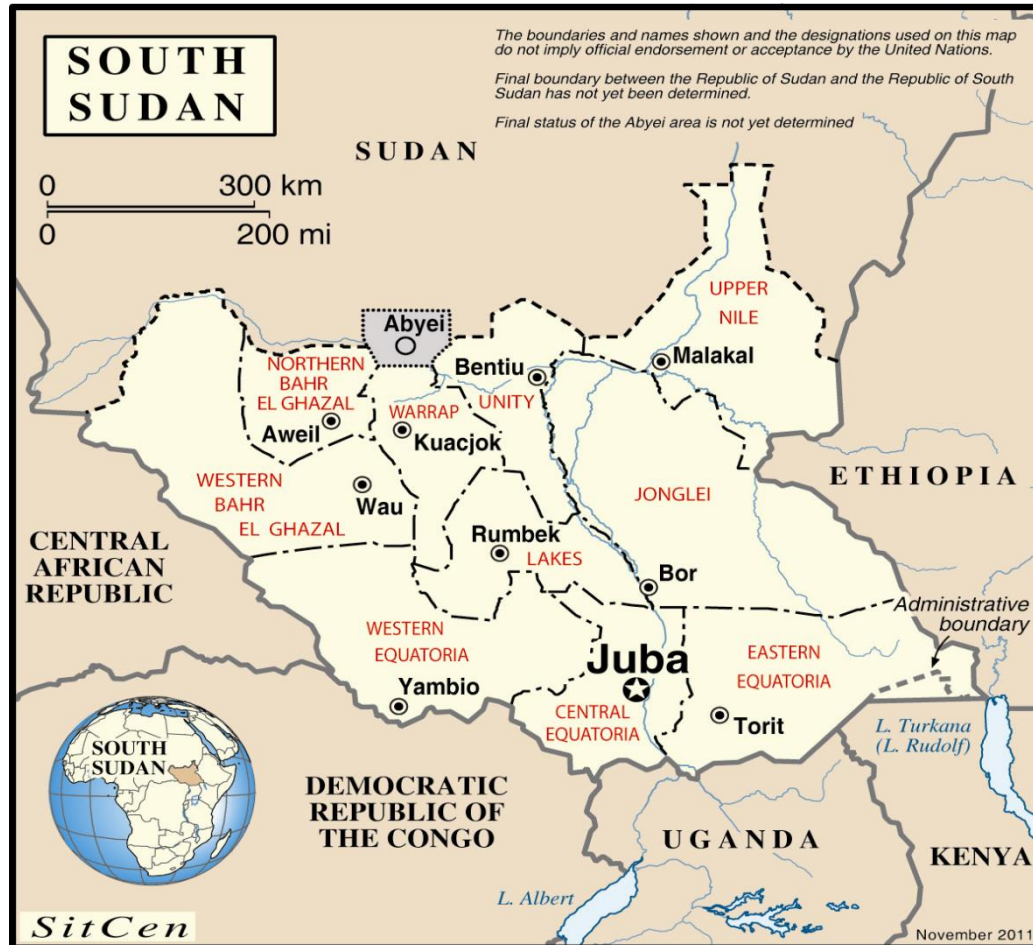 SOUTH
SUDAN
The boundaries and names shown and the designations used on this map
do not imply official endorsement or acceptance by the United Nations.
Final boundary between the Republic of Sudan and the Republic of South
Sudan has not yet been determined.
Final status of the Abyei area is not yet determined
SUDAN
0 300 km
0 200 mi
UPPER
NILE
Abyei
Malakal
NORTHERN
BAHR
EL GHAZAL
Bentiu
UNITY
WARRAP
Aweil
Kuacjok
ETHIOPIA
WESTERN
BAHR
EL GHAZAL
Wau
JONGLEI
CENTRAL
AFRICAN
REPUBLIC
Rumbek
LAKES
Bor
Administrative
boundary
WESTERN
EQUATORIA
Juba
EASTERN
EQUATORIA
Yambio
CENTRAL
EQUATORIA
Torit
L. Turkana
(L. Rudolf)
SOUTH
SUDAN
DEMOCRATIC
REPUBLIC OF
THE CONGO
UGANDA
KENYA
L. Albert
SitCen
November 2011